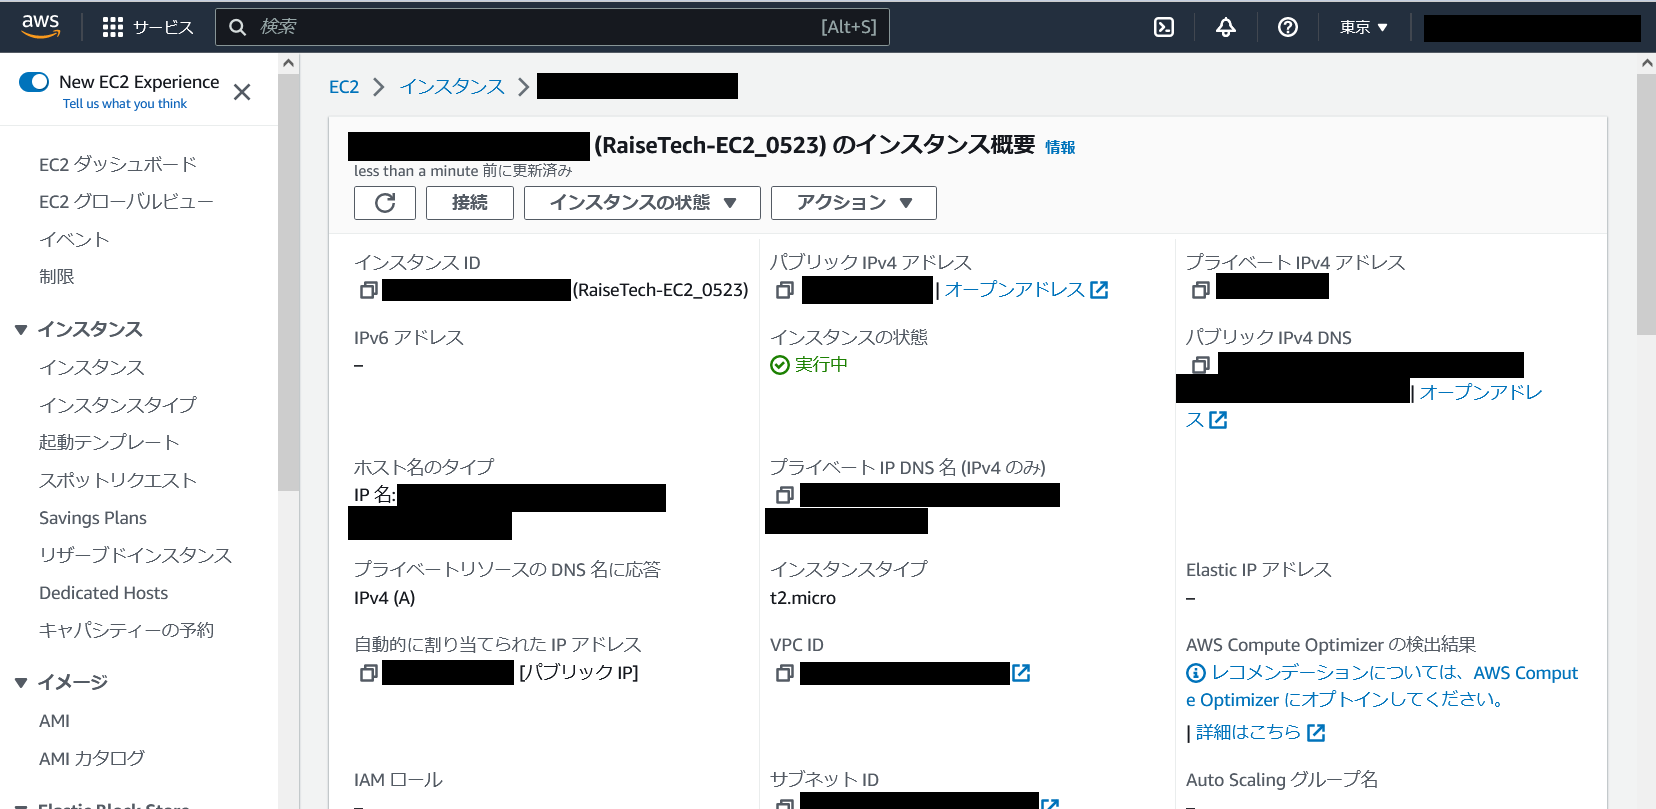 aws
サービス
検索
[Alt+S]
東京 ▼
New EC2 Experience
Tell us what you think
EC2 ダッシュボード
EC2 グローバルビュー
イベント
制限
▼ インスタンス
インスタンス
インスタンスタイプ
起動テンプレート
スポットリクエスト
Savings Plans
リザーブドインスタンス
Dedicated Hosts
キャパシティーの予約
▼ イメージ
AMI
AMI カタログ
Elastic Block Store
EC2 > インスタンス >
(RaiseTech-EC2_0523) のインスタンス概要 情報
less than a minute 前に更新済み
接続
インスタンスの状態 ▼
アクション ▼
インスタンス ID
(RaiseTech-EC2_0523)
パブリック IPv4 アドレス
| オープンアドレス
プライベート IPv4 アドレス
IPv6 アドレス
–
インスタンスの状態
実行中
パブリック IPv4 DNS
| オープンアドレ
ス
ホスト名のタイプ
IP 名:
プライベート IP DNS 名 (IPv4 のみ)
プライベートリソースの DNS 名に応答
IPv4 (A)
インスタンスタイプ
t2.micro
Elastic IP アドレス
–
自動的に割り当てられた IP アドレス
[パブリック IP]
VPC ID
AWS Compute Optimizer の検出結果
レコメンデーションについては、AWS Comput
e Optimizer にオプトインしてください。
| 詳細はこちら
IAM ロール
–
サブネット ID
Auto Scaling グループ名
–